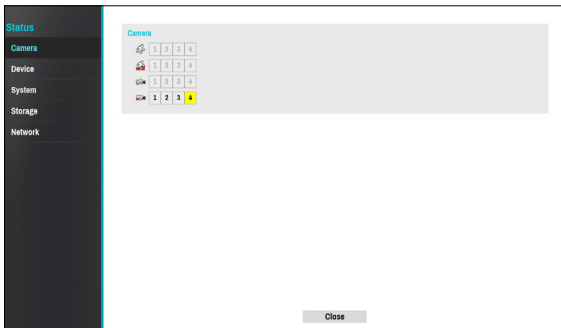 Status
Camera
Device
System
Storage
Network
Camera
1 2 3 4
1 2 3 4
1 2 3 4
1 2 3 4
Close